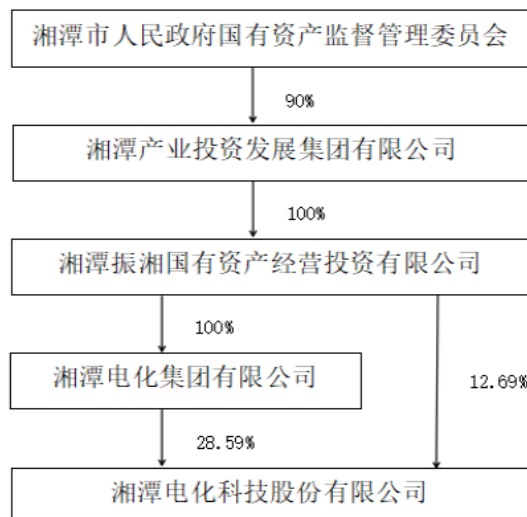 湘潭市人民政府国有资产监督管理委员会
90%
湘潭产业投资发展集团有限公司
100%
湘潭振湘国有资产经营投资有限公司
100%
湘潭电化集团有限公司
12.69%
28.59%
湘潭电化科技股份有限公司